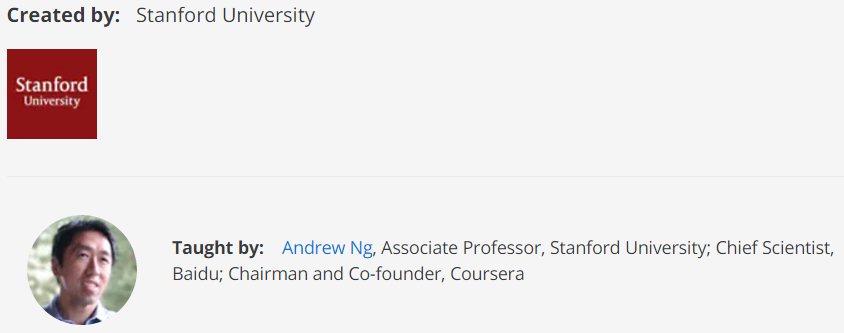 Created by: Stanford University
Stanford
University
Taught by: Andrew Ng, Associate Professor, Stanford University; Chief Scientist,
Baidu; Chairman and Co-founder, Coursera